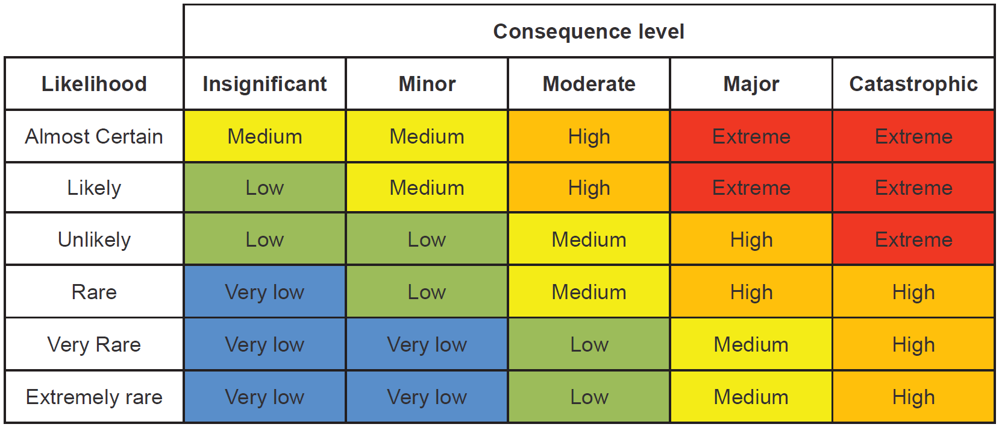 Consequence level
Likelihood Insignificant Minor Moderate Major Catastrophic
Almost Certain Medium Medium High Extreme Extreme
Likely Low Medium High Extreme Extreme
Unlikely Low Low Medium High Extreme
Rare Very low Low Medium High High
Very Rare Very low Very low Low Medium High
Extremely rare Very low Very low Low Medium High